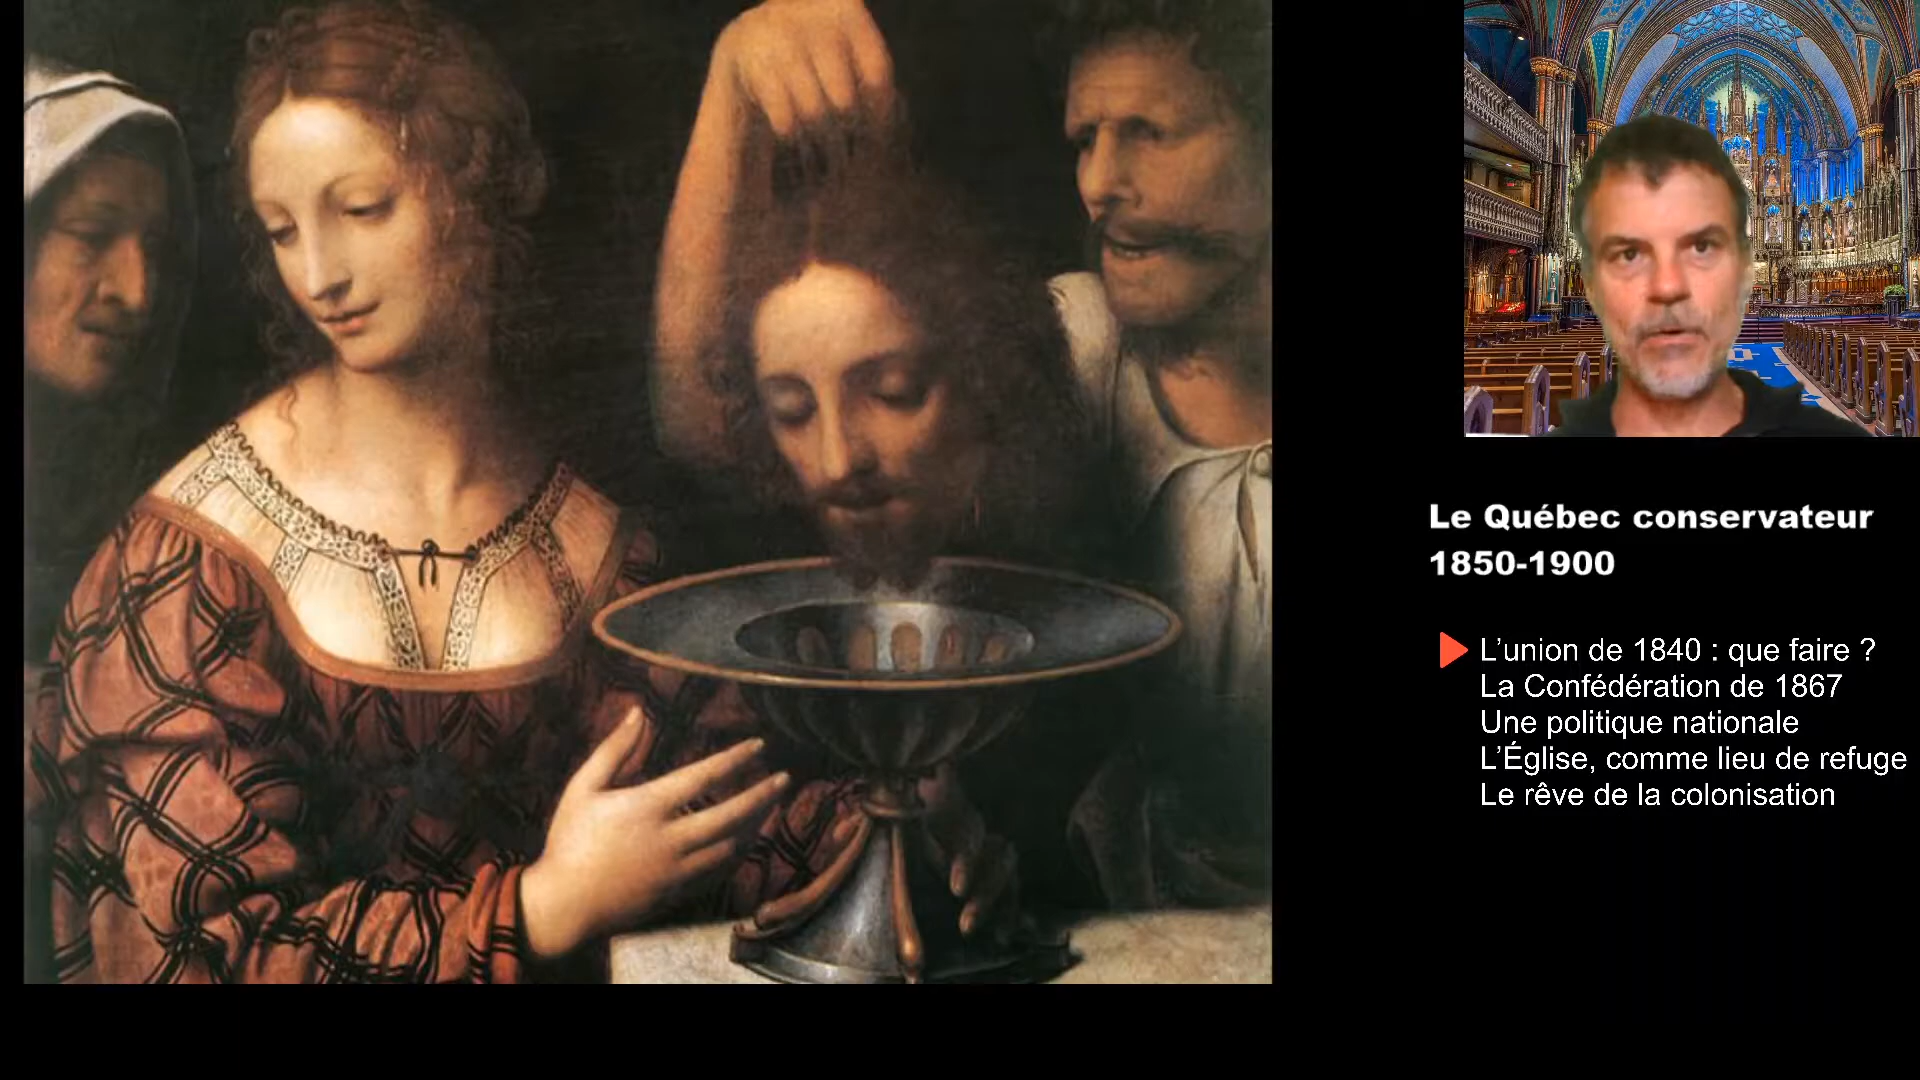 Le Québec conservateur
1850-1900
L'union de 1840 : que faire ?
La Confédération de 1867
Une politique nationale
L'Église, comme lieu de refuge
Le rêve de la colonisation